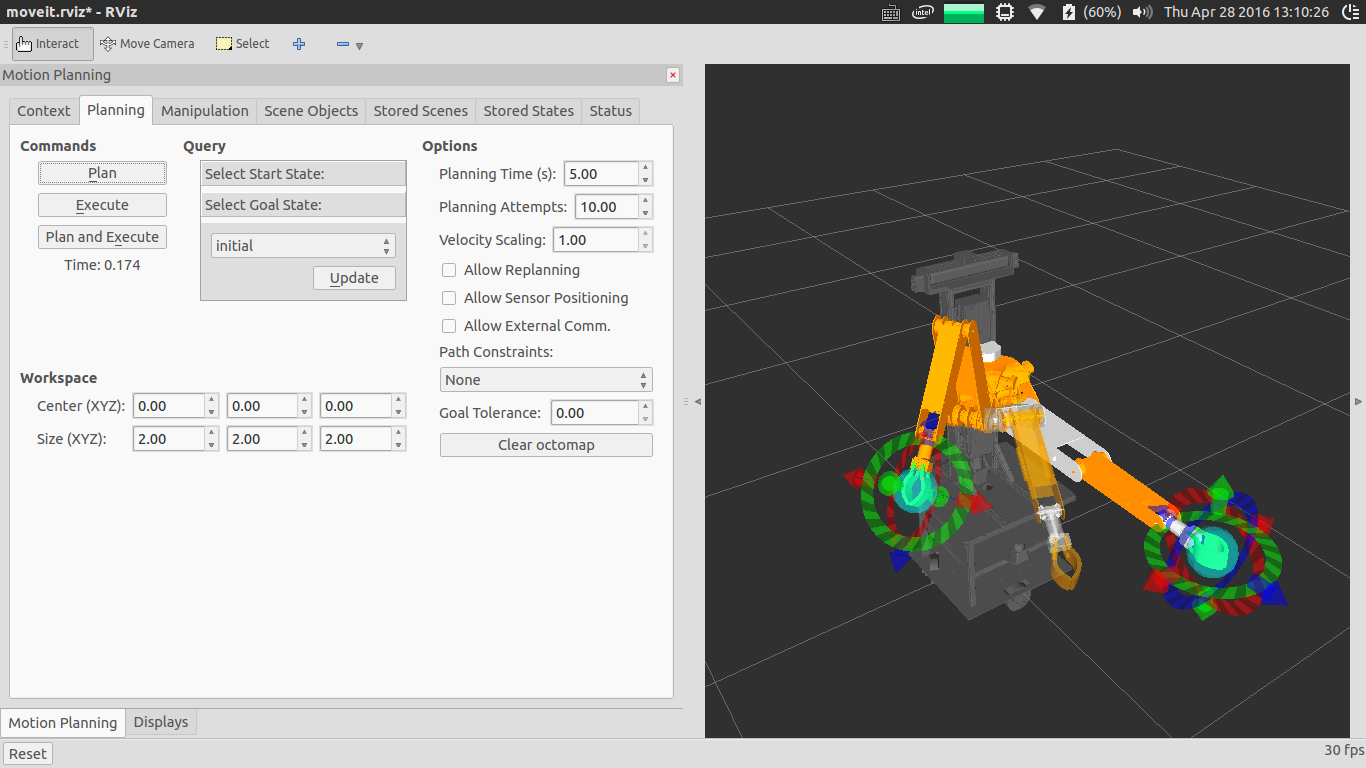 moveit.rviz* - RViz
intel
(60%)
Thu Apr 28 2016 13:10:26
Interact
Move Camera
Select
Motion Planning
Context
Planning
Manipulation
Scene Objects
Stored Scenes
Stored States
Status
Commands
Query
Options
Plan
Select Start State:
Planning Time (s):
5.00
Execute
Select Goal State:
Planning Attempts:
10.00
Plan and Execute
initial
Velocity Scaling:
1.00
Time: 0.174
Update
Allow Replanning
Allow Sensor Positioning
Allow External Comm.
Path Constraints:
Workspace
None
Center (XYZ):
0.00
0.00
0.00
Goal Tolerance:
0.00
Size (XYZ):
2.00
2.00
2.00
Clear octomap
Motion Planning
Displays
Reset
30 fps